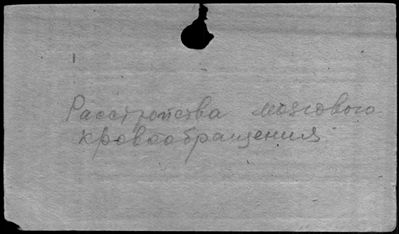 Расстройства мозгового
кровообращения